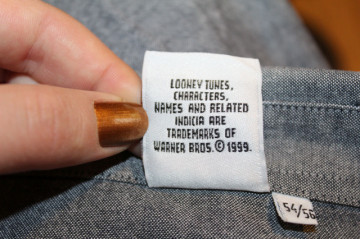 LOONEY TUNES,
CHARACTERS,
NAMES AND RELATED
INDICIA ARE
TRADEMARKS OF
WARNER BROS. © 1999.
54/56